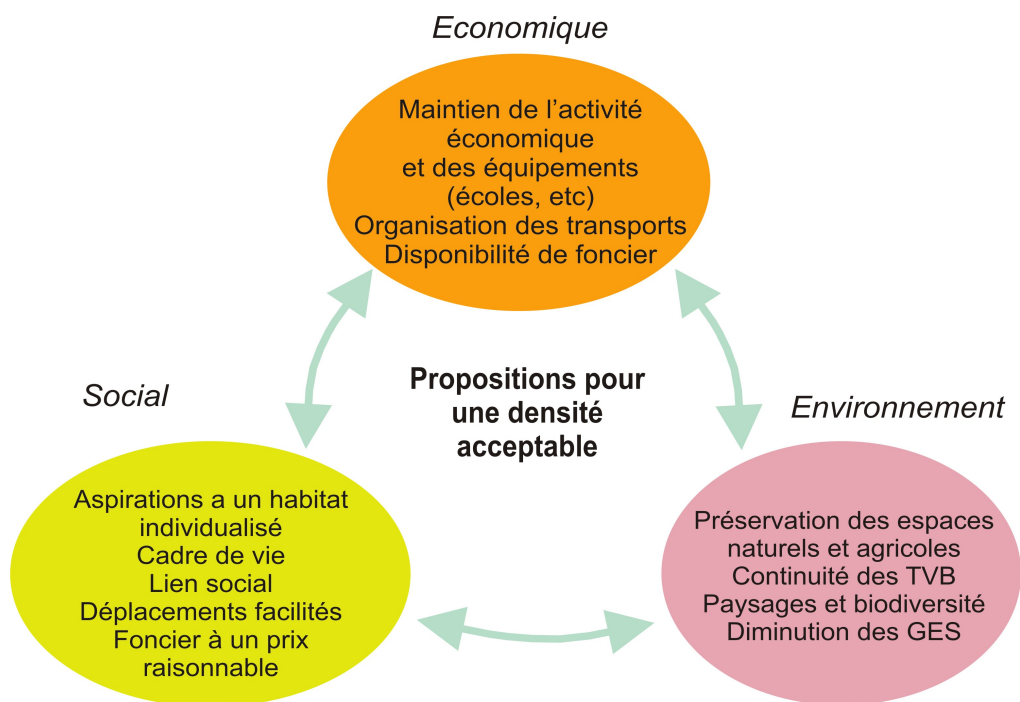 Economique
Maintien de l'activité
économique
et des équipements
(écoles, etc)
Organisation des transports
Disponibilité de foncier
Propositions pour
une densité
acceptable
Social
Aspirations a un habitat
individualisé
Cadre de vie
Lien social
Déplacements facilités
Foncier à un prix
raisonnable
Environnement
Préservation des espaces
naturels et agricoles
Continuité des TVB
Paysages et biodiversité
Diminution des GES